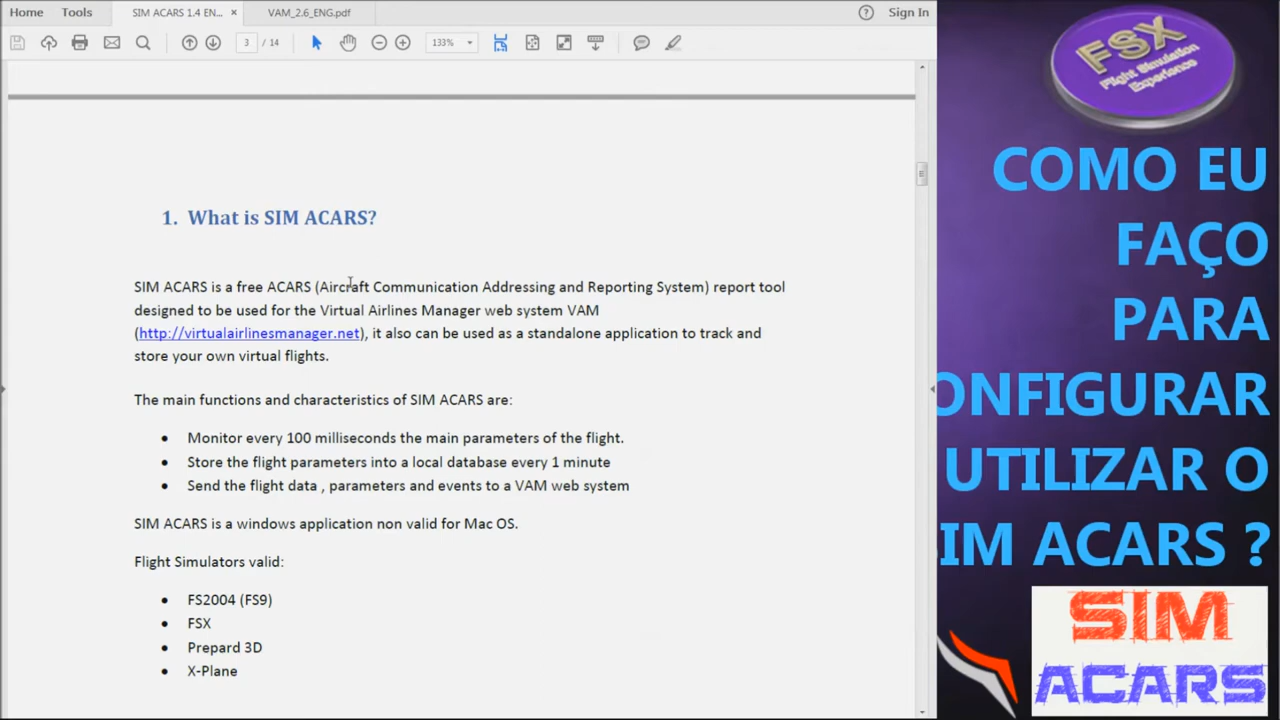 Home Tools SIM ACARS 1.4 EN... × VAM_2.6_ENG.pdf Sign In
3 / 14 133%
1. What is SIM ACARS?
SIM ACARS is a free ACARS (Aircraft Communication Addressing and Reporting System) report tool
designed to be used for the Virtual Airlines Manager web system VAM
(http://virtualairlinesmanager.net), it also can be used as a standalone application to track and
store your own virtual flights.
The main functions and characteristics of SIM ACARS are:
• Monitor every 100 milliseconds the main parameters of the flight.
• Store the flight parameters into a local database every 1 minute
• Send the flight data , parameters and events to a VAM web system
SIM ACARS is a windows application non valid for Mac OS.
Flight Simulators valid:
• FS2004 (FS9)
• FSX
• Prepard 3D
• X-Plane
FSX
Flight Simulation
Experience
COMO EU
FAÇO
PARA
ONFIGURAR
UTILIZAR O
SIM ACARS ?
SIM
ACARS